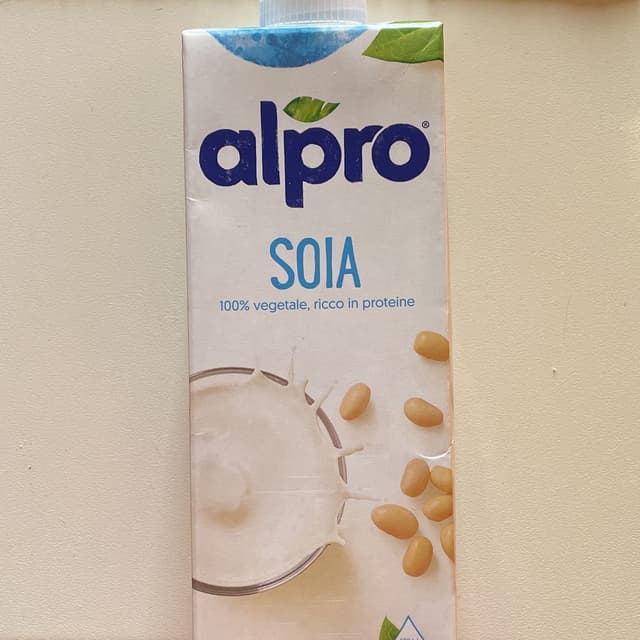 alpro®
SOIA
100% vegetale, ricco in proteine